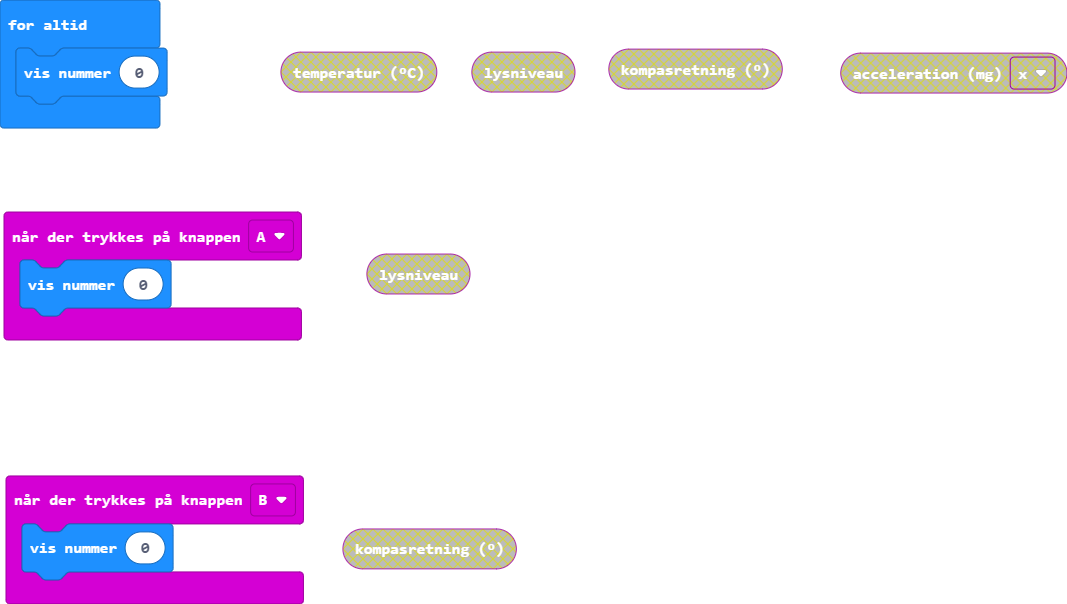 for altid
vis nummer 0
temperatur (°C)
lysniveau
kompasretning (°)
acceleration (mg) x
når der trykkes på knappen A
vis nummer 0
lysniveau
når der trykkes på knappen B
vis nummer 0
kompasretning (°)